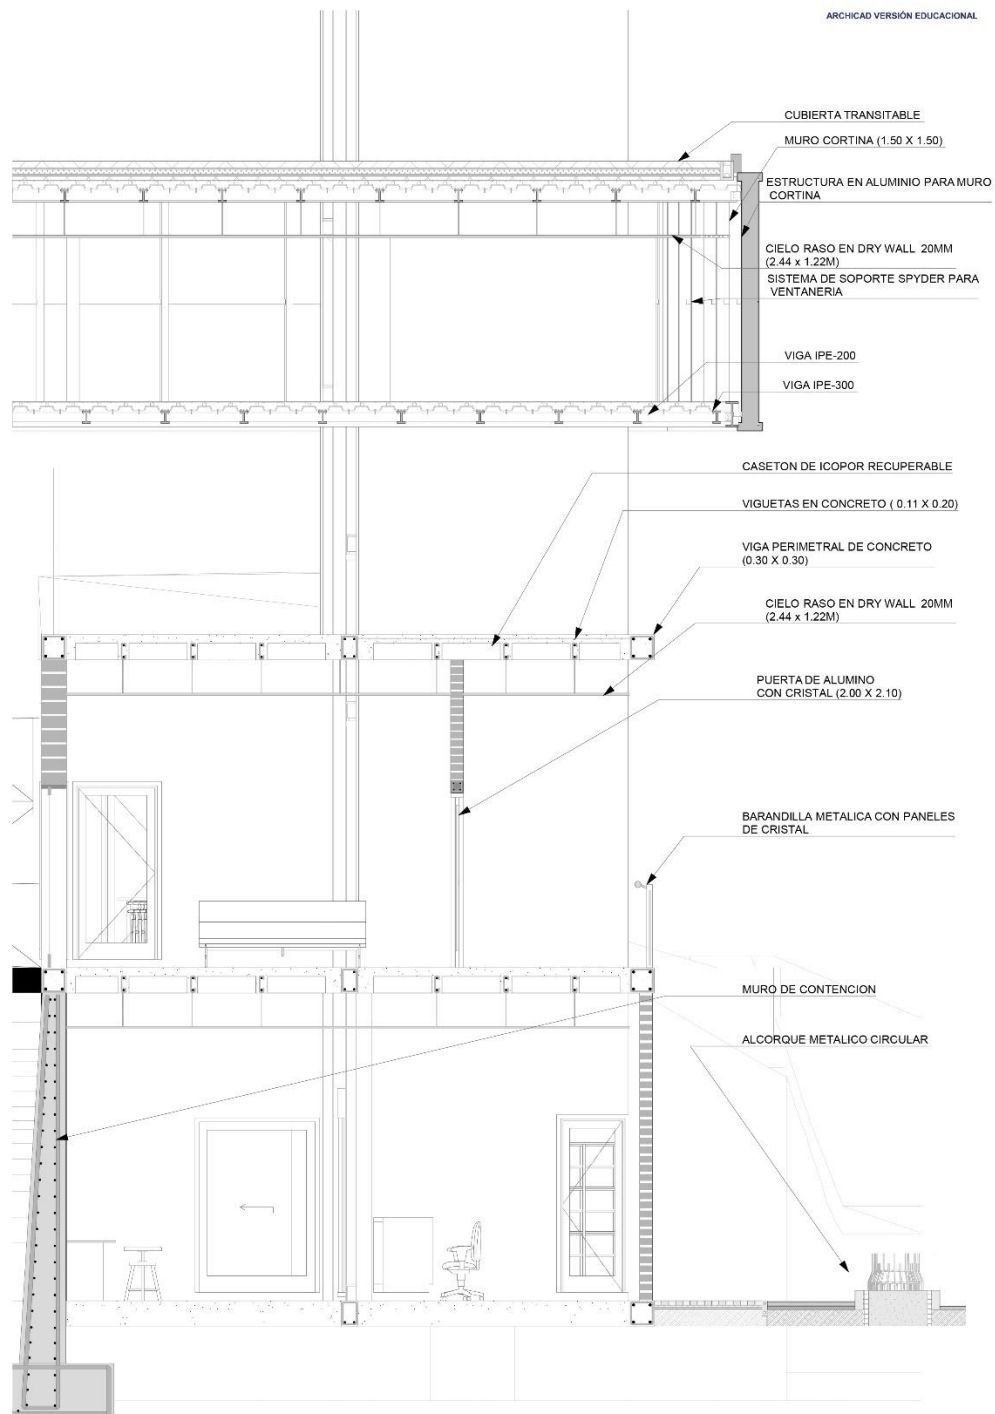 ARCHICAD VERSIÓN EDUCACIONAL
CUBIERTA TRANSITABLE
MURO CORTINA (1.50 X 1.50)
ESTRUCTURA EN ALUMINIO PARA MURO
CORTINA
CIELO RASO EN DRY WALL 20MM
(2.44 x 1.22M)
SISTEMA DE SOPORTE SPYDER PARA
VENTANERIA
VIGA IPE-200
VIGA IPE-300
CASETON DE ICOPOR RECUPERABLE
VIGUETAS EN CONCRETO ( 0.11 X 0.20)
VIGA PERIMETRAL DE CONCRETO
(0.30 X 0.30)
CIELO RASO EN DRY WALL 20MM
(2.44 x 1.22M)
PUERTA DE ALUMINO
CON CRISTAL (2.00 X 2.10)
BARANDILLA METALICA CON PANELES
DE CRISTAL
MURO DE CONTENCION
ALCORQUE METALICO CIRCULAR